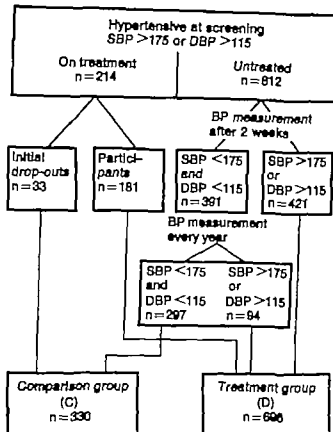 Hypertensive at screening
SBP >175 or DBP >115
On treatment
n=214
Untreated
n=812
BP measurement
after 2 weeks
Initial
drop-outs
n=33
Partici-
pants
n=181
SBP <175
and
DBP <115
n=391
SBP >175
or
DBP >115
n=421
BP measurement
every year
SBP <175
and
DBP <115
n=297
SBP >175
or
DBP >115
n=94
Comparison group
(C)
n=330
Treatment group
(D)
n=696